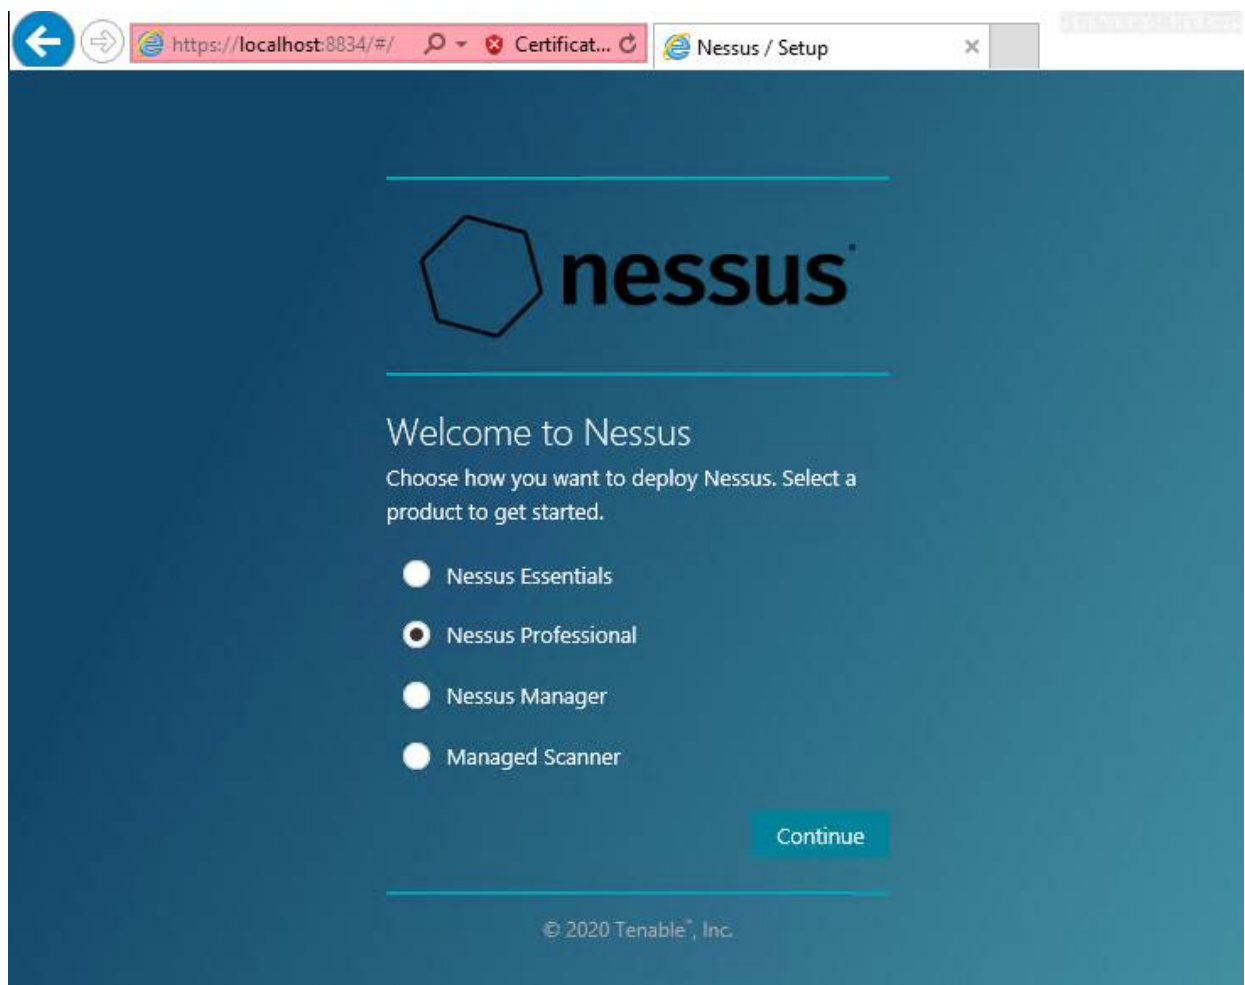 https://localhost:8834/#/ Certificat... Nessus / Setup
nessus
Welcome to Nessus
Choose how you want to deploy Nessus. Select a
product to get started.
Nessus Essentials
Nessus Professional
Nessus Manager
Managed Scanner
Continue
© 2020 Tenable™, Inc.